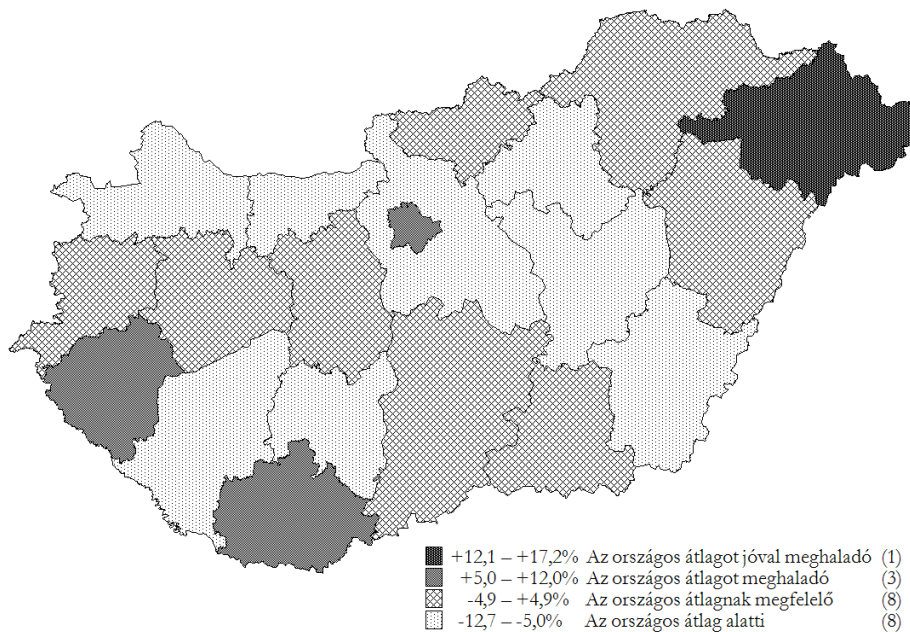 +12,1 – +17,2% Az országos átlagot jóval meghaladó (1)
+5,0 – +12,0% Az országos átlagot meghaladó (3)
-4,9 – +4,9% Az országos átlagnak megfelelő (8)
-12,7 – -5,0% Az országos átlag alatti (8)